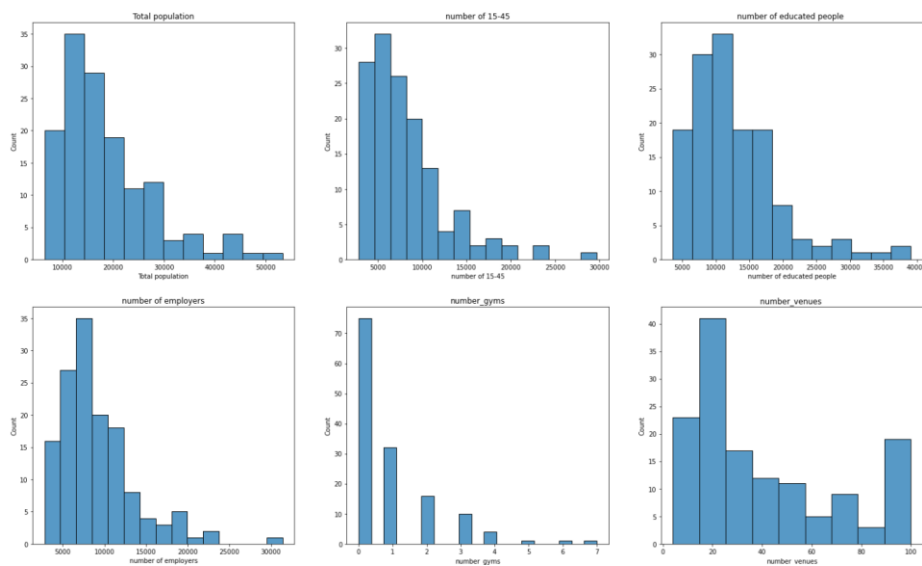 Total population
35
30
25
20
15
10
5
0
Count
10000 20000 30000 40000 50000
Total population
number of 15-45
30
25
20
15
10
5
0
Count
5000 10000 15000 20000 25000 30000
number of 15-45
number of educated people
30
25
20
15
10
5
0
Count
5000 10000 15000 20000 25000 30000 35000 4000
number of educated people
number of employers
35
30
25
20
15
10
5
0
Count
5000 10000 15000 20000 25000 30000
number of employers
number_gyms
70
60
50
40
30
20
10
0
Count
0 1 2 3 4 5 6 7
number_gyms
number_venues
40
35
30
25
20
15
10
5
0
Count
0 20 40 60 80 100
number_venues